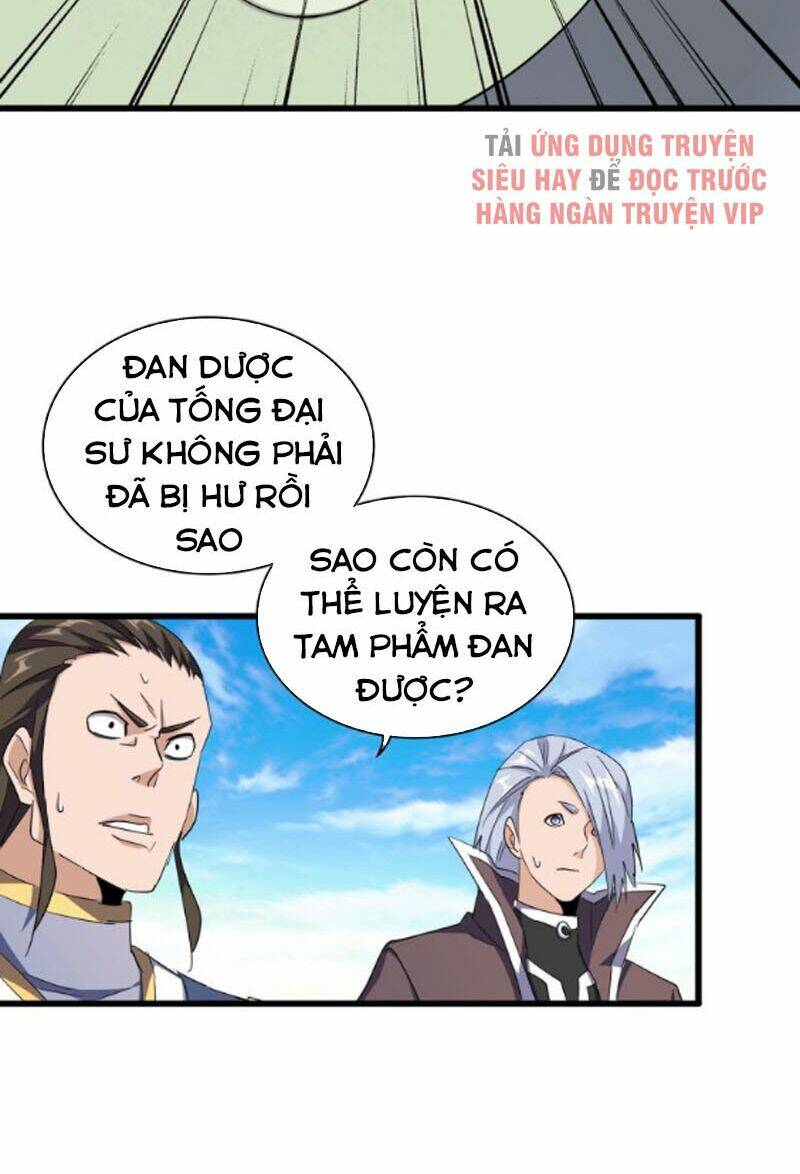 TẢI ỨNG DỤNG TRUYỆN
SIÊU HAY ĐỂ ĐỌC TRƯỚC
HÀNG NGÀN TRUYỆN VIP
ĐAN DƯỢC
CỦA TỐNG ĐẠI
SƯ KHÔNG PHẢI
ĐÃ BỊ HƯ RỒI
SAO
SAO CÒN CÓ
THỂ LUYỆN RA
TAM PHẨM ĐAN
ĐƯỢC?